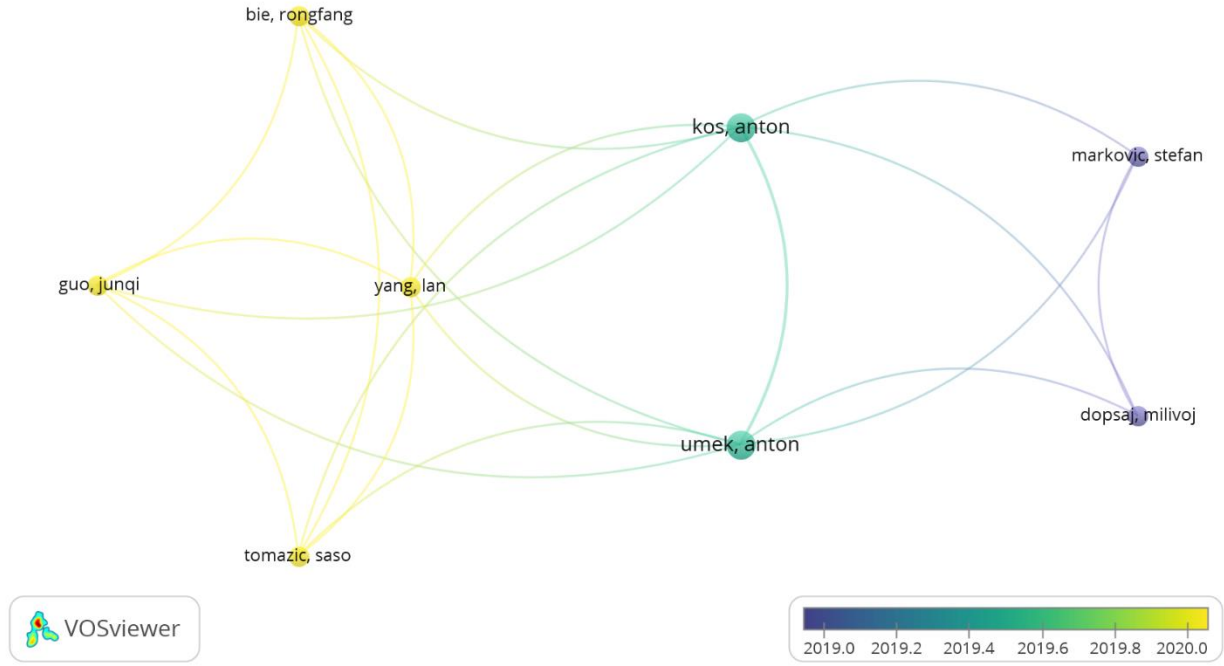 bie, rongfang
kos, anton
markovic, stefan
guo, junqi
yang, lan
dopsaj, milivoj
umek, anton
tomazic, saso
VOSviewer
2019.0 2019.2 2019.4 2019.6 2019.8 2020.0